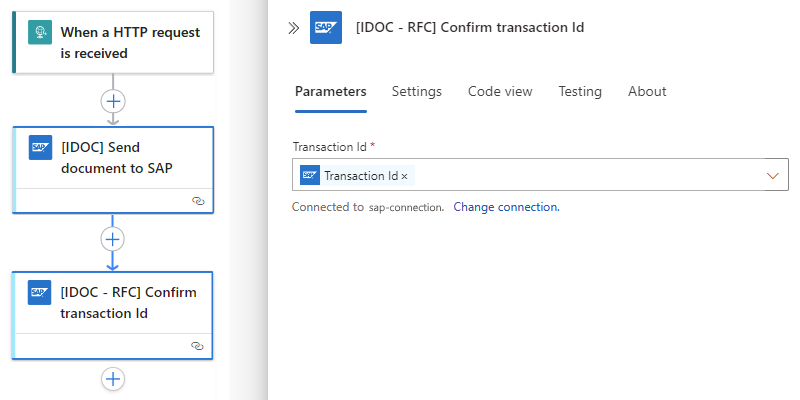 When a HTTP request
is received
SAP
[IDOC] Send
document to SAP
SAP
[IDOC - RFC] Confirm
transaction Id
SAP
[IDOC - RFC] Confirm transaction Id
Parameters Settings Code view Testing About
Transaction Id *
SAP Transaction Id ×
Connected to sap-connection. Change connection.